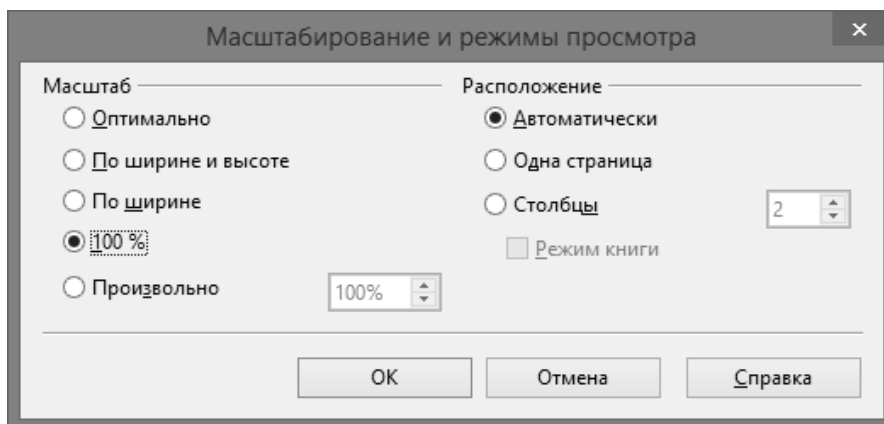 Масштабирование и режимы просмотра
Масштаб
Оптимально
По ширине и высоте
По ширине
100 %
Произвольно 100%
Расположение
Автоматически
Одна страница
Столбцы 2
Режим книги
ОК Отмена Справка